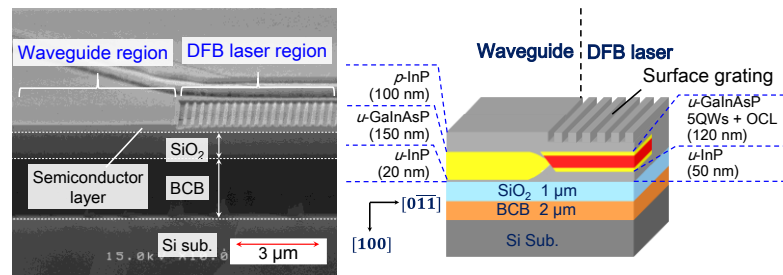 Waveguide region
DFB laser region
SiO₂
Semiconductor
layer
BCB
Si sub.
3 μm
15.0kV
Waveguide
DFB laser
Surface grating
p-InP
(100 nm)
u-GaInAsP
(150 nm)
u-InP
(20 nm)
u-GaInAsP
5QWs + OCL
(120 nm)
u-InP
(50 nm)
SiO₂ 1 μm
BCB 2 μm
Si Sub.
[01̅1̅]
[100]